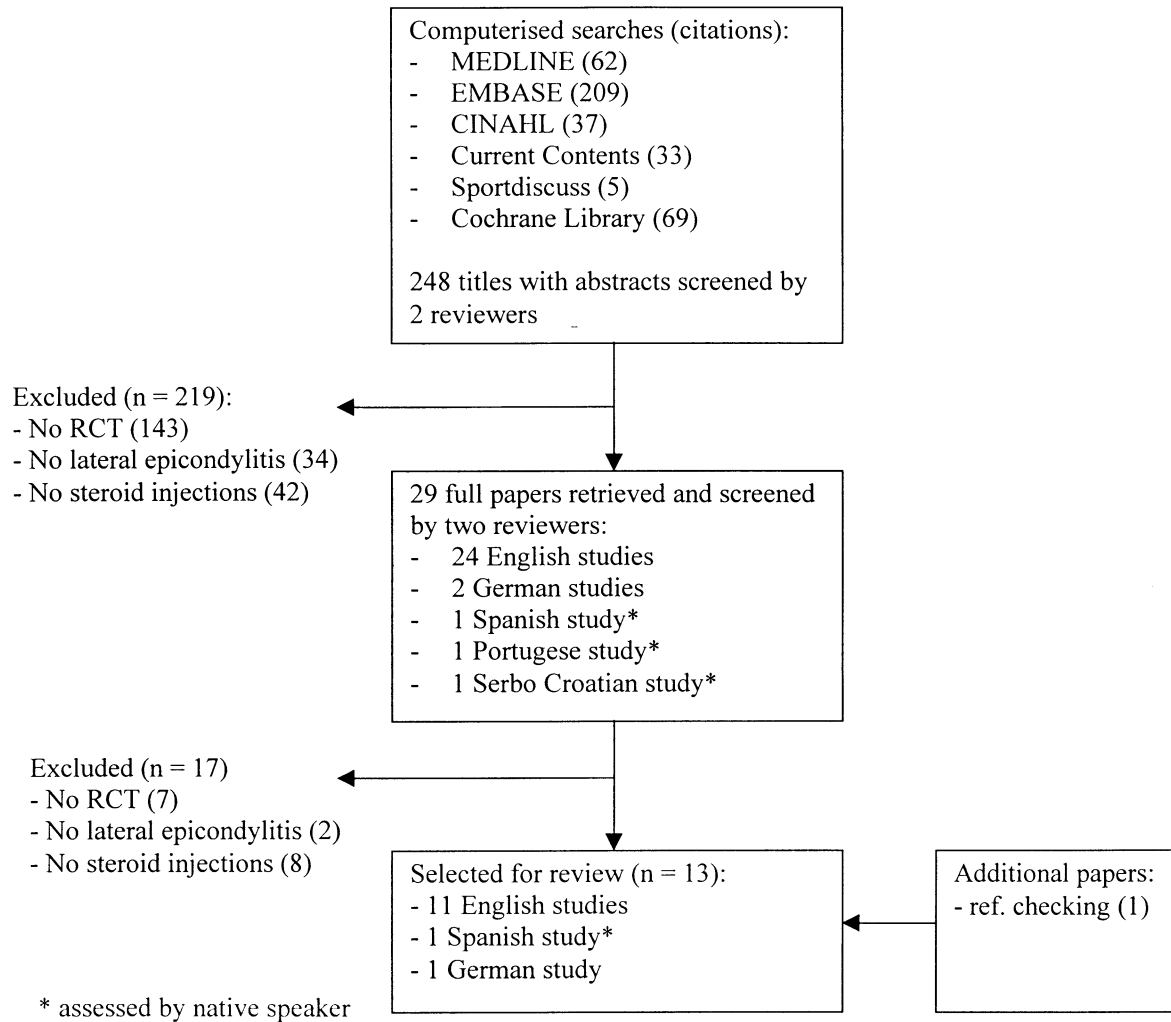 Computerised searches (citations):
- MEDLINE (62)
- EMBASE (209)
- CINAHL (37)
- Current Contents (33)
- Sportdiscuss (5)
- Cochrane Library (69)
248 titles with abstracts screened by
2 reviewers
Excluded (n = 219):
- No RCT (143)
- No lateral epicondylitis (34)
- No steroid injections (42)
29 full papers retrieved and screened
by two reviewers:
- 24 English studies
- 2 German studies
- 1 Spanish study*
- 1 Portugese study*
- 1 Serbo Croatian study*
Excluded (n = 17)
- No RCT (7)
- No lateral epicondylitis (2)
- No steroid injections (8)
Selected for review (n = 13):
- 11 English studies
- 1 Spanish study*
- 1 German study
Additional papers:
- ref. checking (1)
* assessed by native speaker